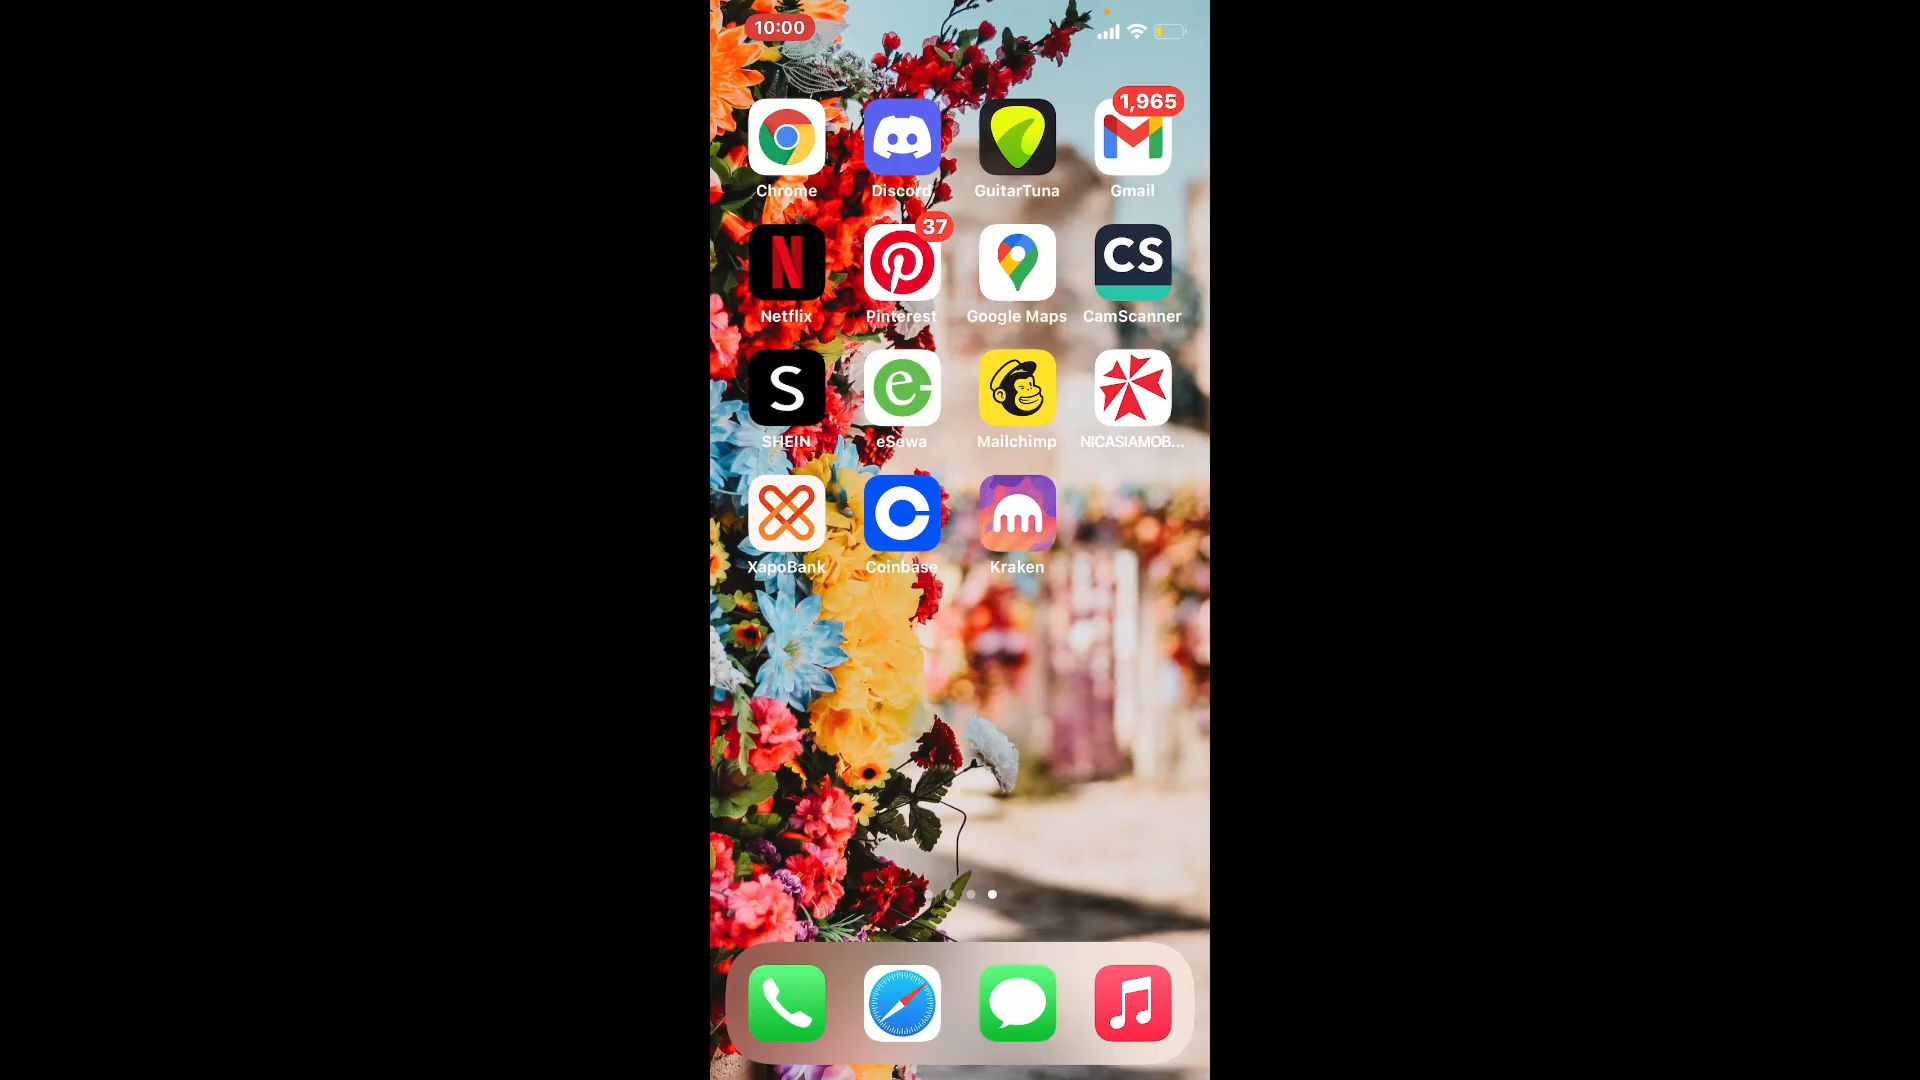 10:00
1,965
Chrome
Discord
GuitarTuna
Gmail
37
N
CS
Netflix
Pinterest
Google Maps
CamScanner
S
e
SHEIN
eSewa
Mailchimp
NICASIAMOB...
XapoBank
Coinbase
Kraken